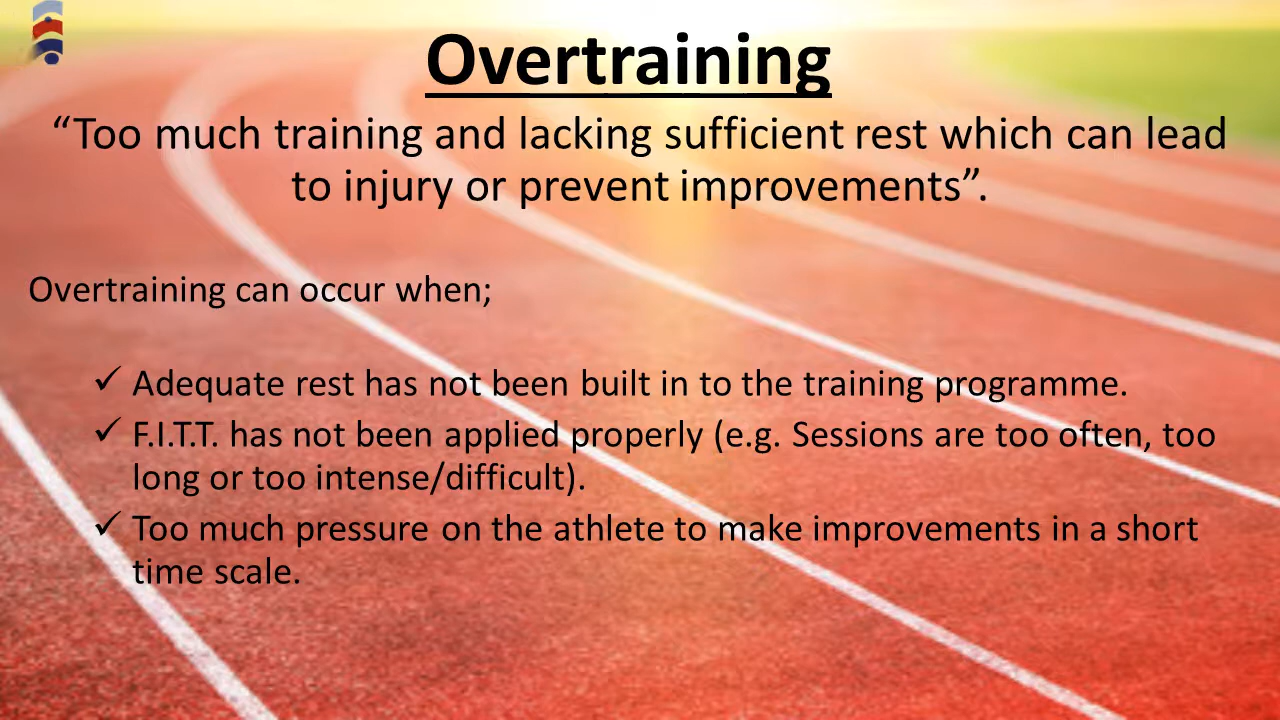 Overtraining
“Too much training and lacking sufficient rest which can lead
to injury or prevent improvements”.
Overtraining can occur when;
✓ Adequate rest has not been built in to the training programme.
✓ F.I.T.T. has not been applied properly (e.g. Sessions are too often, too
long or too intense/difficult).
✓ Too much pressure on the athlete to make improvements in a short
time scale.